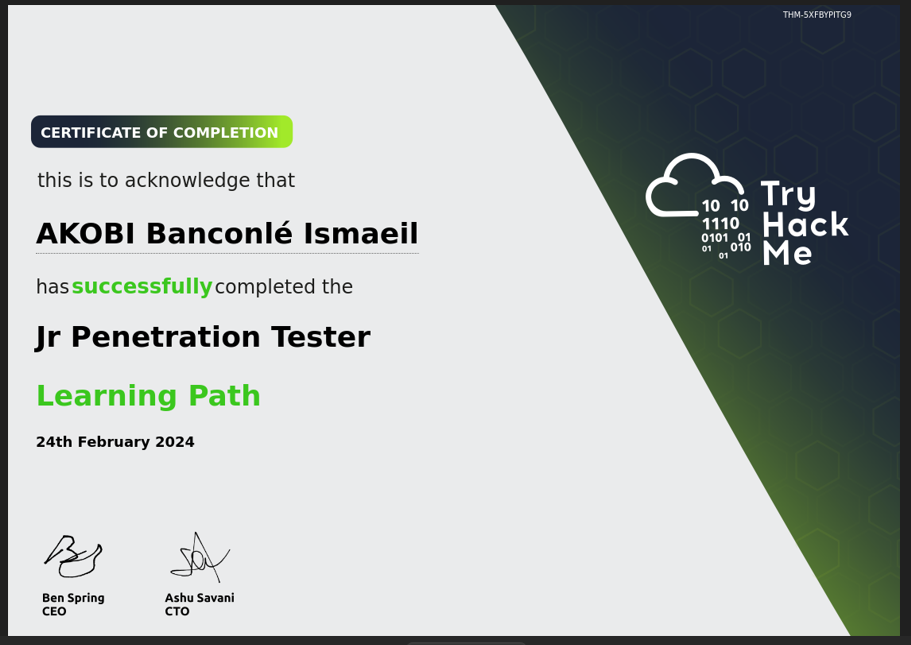 THM-5XFBYPITG9
CERTIFICATE OF COMPLETION
this is to acknowledge that
AKOBI Banconlé Ismaeil
has successfully completed the
Jr Penetration Tester
Learning Path
24th February 2024
10 10
1110
0101 01
01 010
01
Try
Hack
Me
Ben Spring
CEO
Ashu Savani
CTO